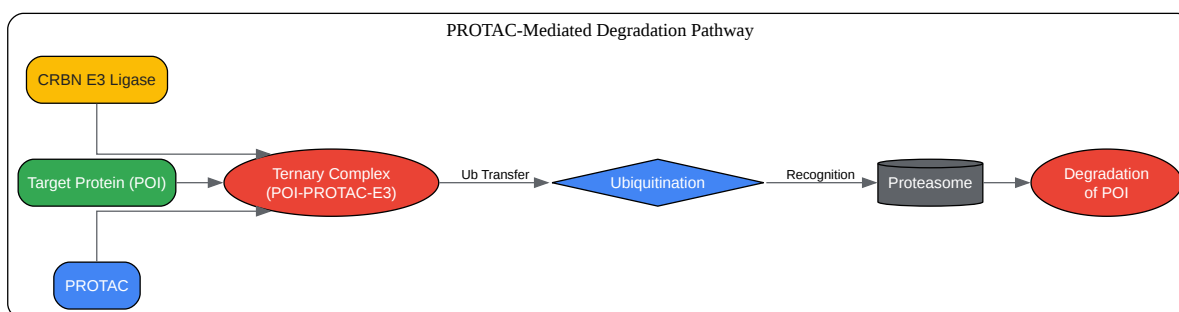 PROTAC-Mediated Degradation Pathway
CRBN E3 Ligase
Target Protein (POI)
PROTAC
Ternary Complex
(POI-PROTAC-E3)
Ub Transfer
Ubiquitination
Recognition
Proteasome
Degradation
of POI